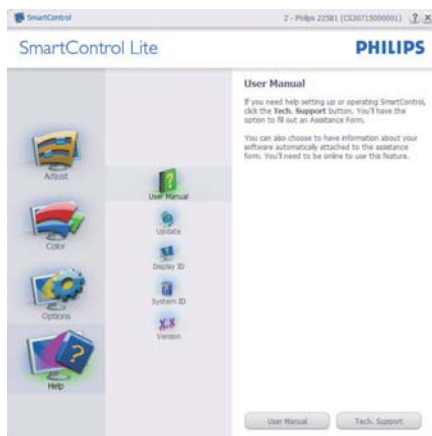 SmartControl
2 - Philips 225B1 (CG30715000001)
? X
SmartControl Lite
PHILIPS
User Manual
If you need help setting up or operating SmartControl,
click the Tech. Support button. You'll have the
option to fill out an Assistance Form.
You can also choose to have information about your
software automatically attached to the assistance
form. You'll need to be online to use this feature.
Adjust
Color
Options
Help
User Manual
Update
Display ID
System ID
Version
User Manual
Tech. Support